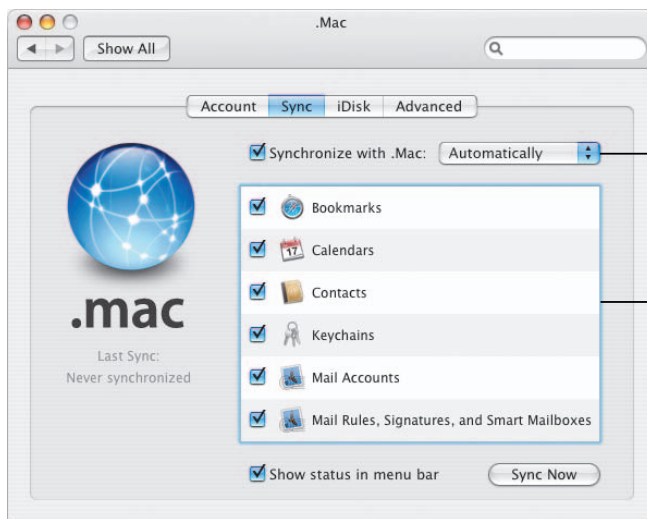 .Mac
Show All
Account Sync iDisk Advanced
Synchronize with .Mac: Automatically
Bookmarks
17 Calendars
Contacts
Keychains
Mail Accounts
Mail Rules, Signatures, and Smart Mailboxes
.mac
Last Sync:
Never synchronized
Show status in menu bar Sync Now